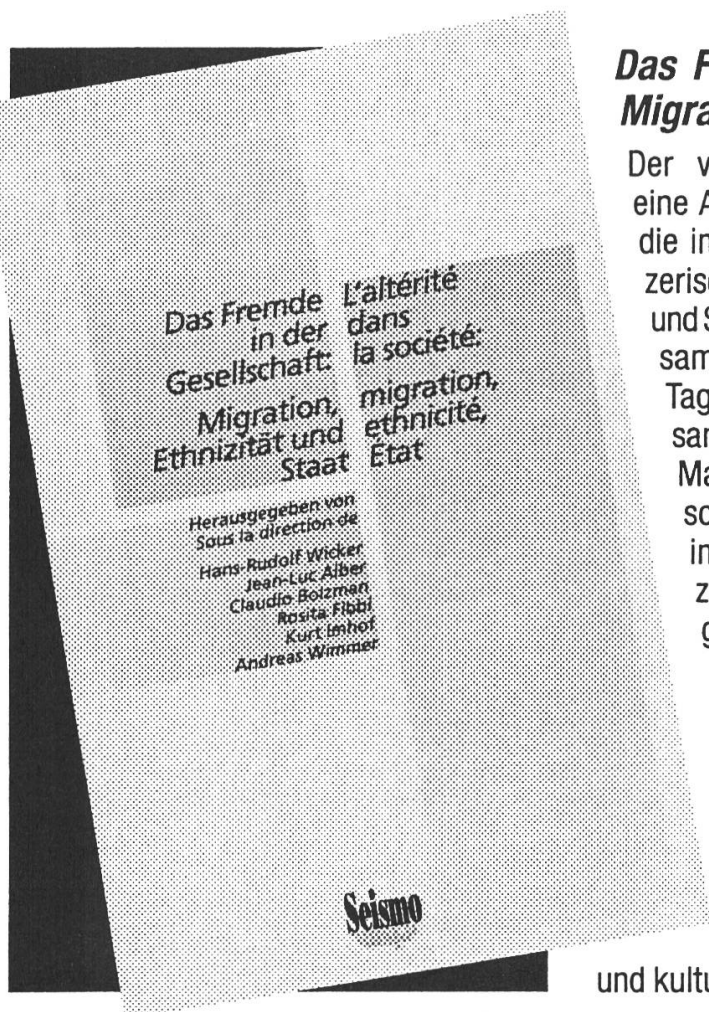 Das Fremde
in der
Gesellschaft:
Migration,
Ethnizität und
Staat
L'altérité
dans
la société:
migration,
ethnicité,
État
Herausgegeben von
Sous la direction de
Hans-Rudolf Wicker
Jean-Luc Alber
Claudio Bolzman
Rosita Fibbi
Kurt Imhof
Andreas Wimmer
Seismo
Das F
Migra
Der v
eine A
die in
zerisc
und S
sam
Tag
sar
Ma
sc
in
z
g
und kultu